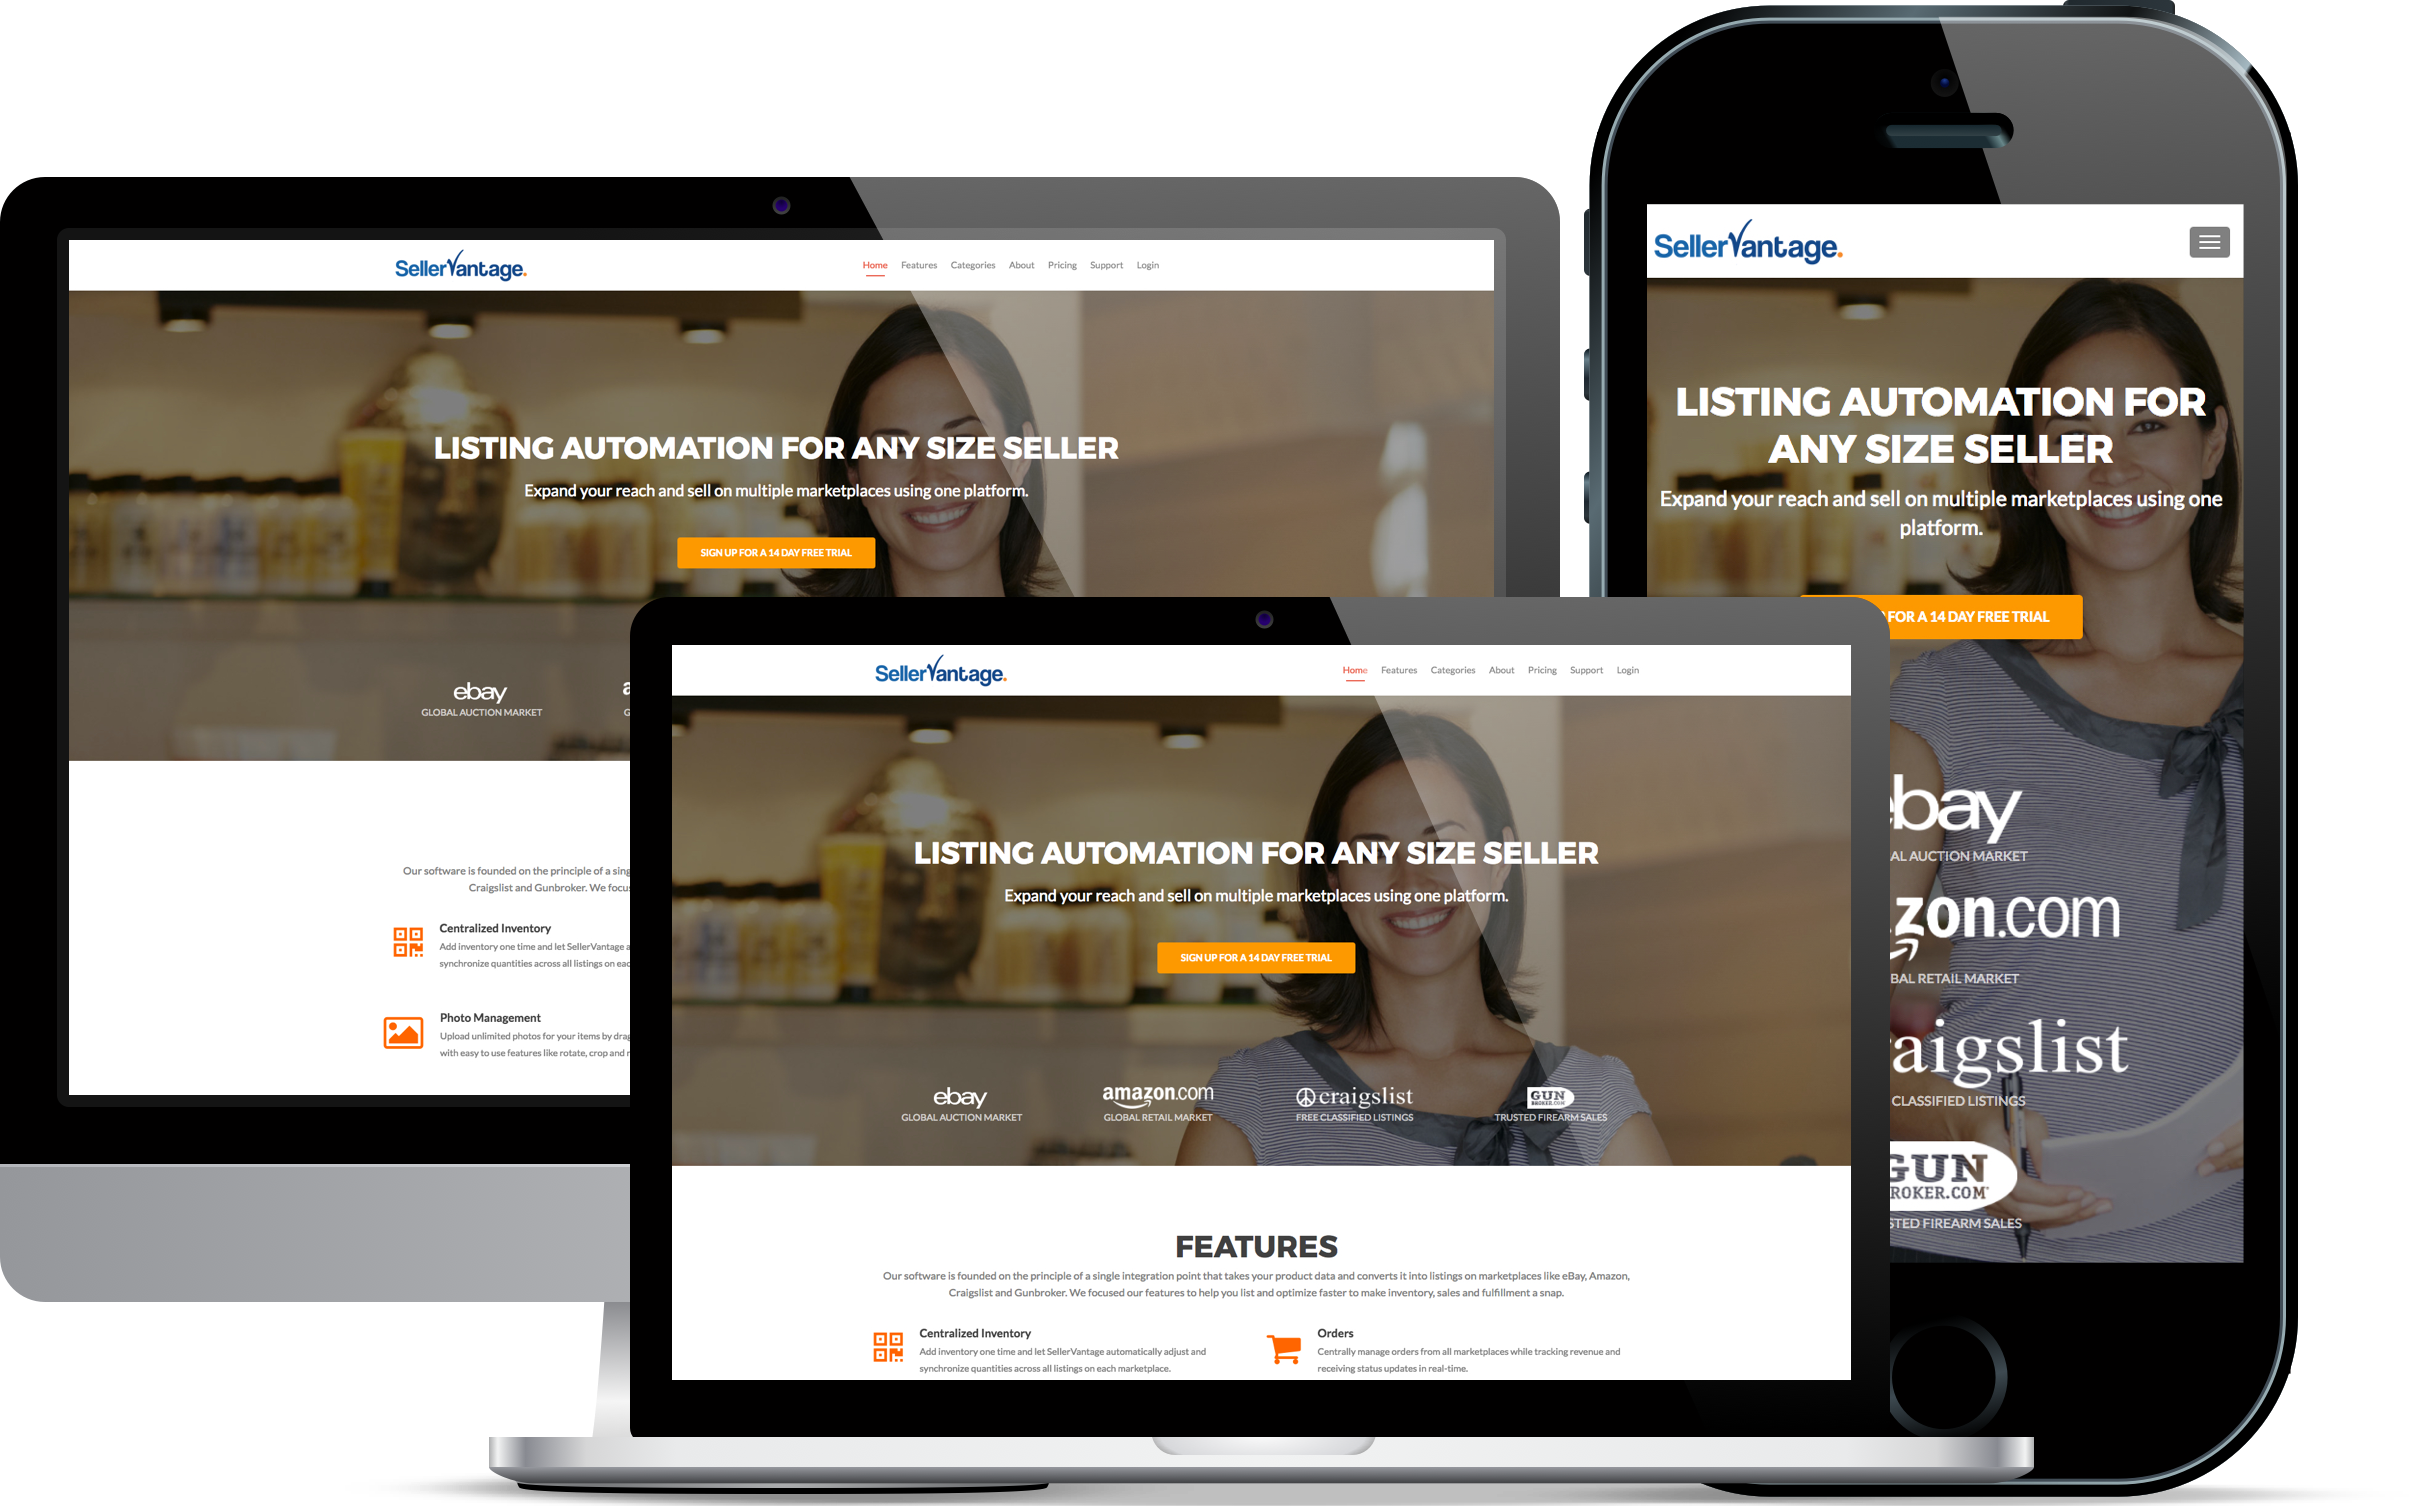 SellerVantage.
Home Features Categories About Pricing Support Login
LISTING AUTOMATION FOR ANY SIZE SELLER
Expand your reach and sell on multiple marketplaces using one platform.
SIGN UP FOR A 14 DAY FREE TRIAL
ebay
GLOBAL AUCTION MARKET
Our software is founded on the principle of a
Craigslist and Gunbroker. We
Centralized Inventory
Add inventory one time and let SellerVantage
synchronize quantities across all listings on
Photo Management
Upload unlimited photos for your items by
with easy to use features like rotate, crop and
SellerVantage.
Home Features Categories About Pricing Support Login
LISTING AUTOMATION FOR ANY SIZE SELLER
Expand your reach and sell on multiple marketplaces using one platform.
SIGN UP FOR A 14 DAY FREE TRIAL
ebay amazon.com craigslist GUN
BROKER.COM
GLOBAL AUCTION MARKET GLOBAL RETAIL MARKET FREE CLASSIFIED LISTINGS TRUSTED FIREARM SALES
FEATURES
Our software is founded on the principle of a single integration point that takes your product data and converts it into listings on marketplaces like eBay, Amazon,
Craigslist and Gunbroker. We focused our features to help you list and optimize faster to make inventory, sales and fulfillment a snap.
Centralized Inventory
Add inventory one time and let SellerVantage automatically adjust and
synchronize quantities across all listings on each marketplace.
Orders
Centrally manage orders from all marketplaces while tracking revenue and
receiving status updates in real-time.
SellerVantage.
LISTING AUTOMATION FOR
ANY SIZE SELLER
Expand your reach and sell on multiple marketplaces using one
platform.
FOR A 14 DAY FREE TRIAL
ebay
AL AUCTION MARKET
zon.com
BAL RETAIL MARKET
aigslist
CLASSIFIED LISTINGS
GUN
ROKER.COM
STED FIREARM SALES